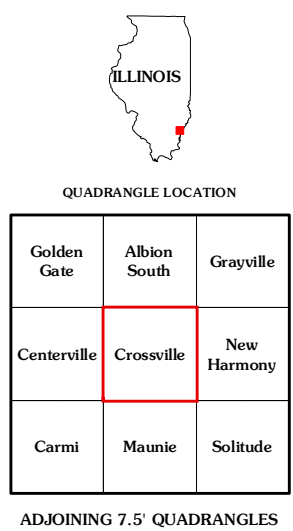 ILLINOIS
QUADRANGLE LOCATION
Golden
Gate
Albion
South
Grayville
Centerville
Crossville
New
Harmony
Carmi
Maunie
Solitude
ADJOINING 7.5' QUADRANGLES